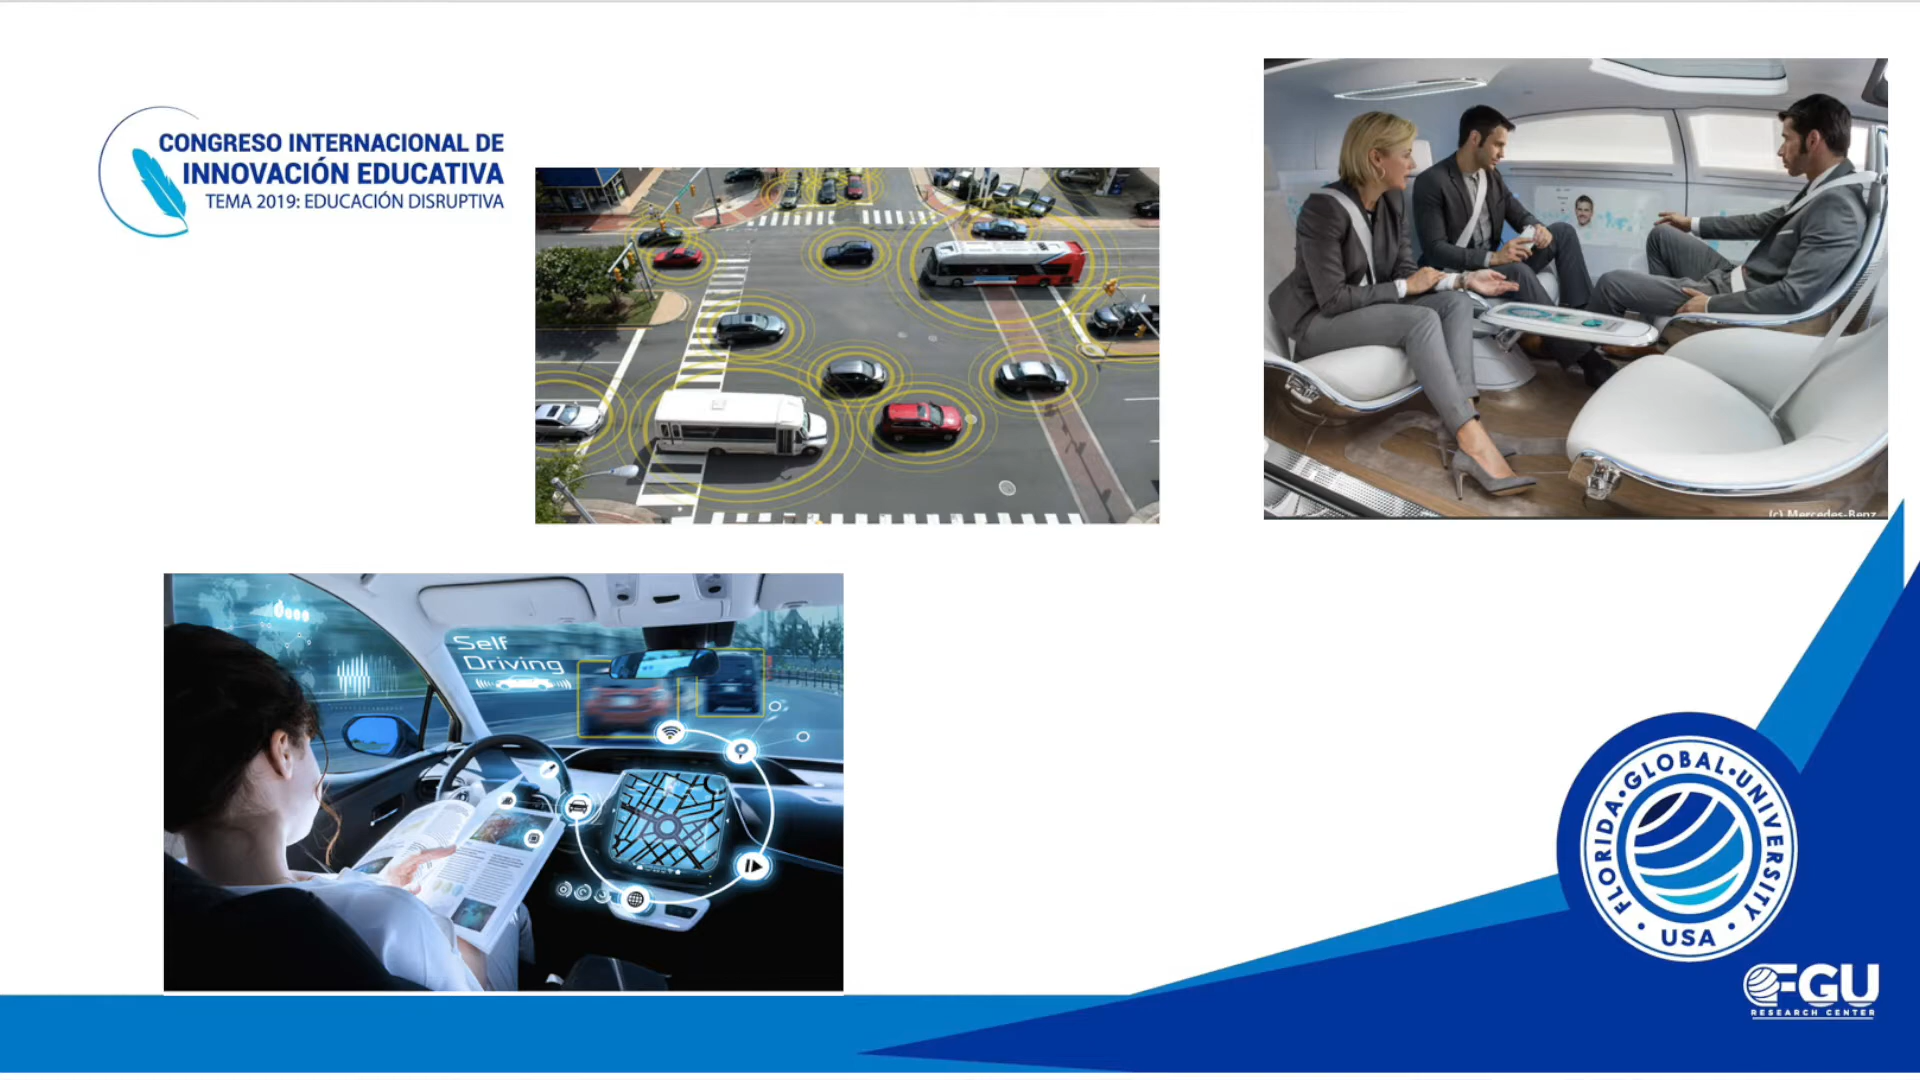 CONGRESO INTERNACIONAL DE
INNOVACIÓN EDUCATIVA
TEMA 2019: EDUCACIÓN DISRUPTIVA
(c) Mercedes-Benz
Self
Driving
FLORIDA • GLOBAL • UNIVERSITY
• USA •
FGU
RESEARCH CENTER